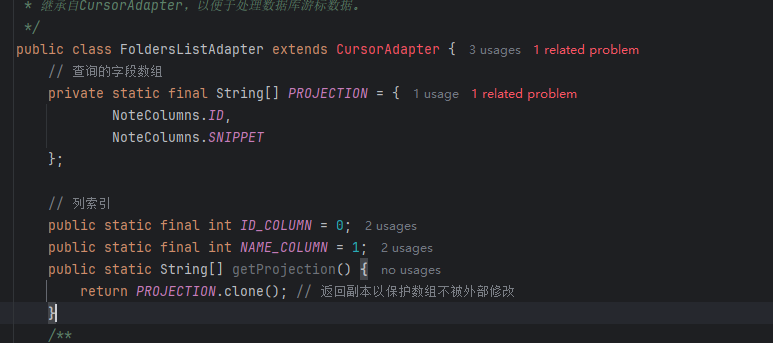 * 继承自CursorAdapter，以便于处理数据库游标数据。
*/
public class FoldersListAdapter extends CursorAdapter { 3 usages 1 related problem
// 查询的字段数组
private static final String[] PROJECTION = { 1 usage 1 related problem
NoteColumns.ID,
NoteColumns.SNIPPET
};
// 列索引
public static final int ID_COLUMN = 0; 2 usages
public static final int NAME_COLUMN = 1; 2 usages
public static String[] getProjection() { no usages
return PROJECTION.clone(); // 返回副本以保护数组不被外部修改
}
/**